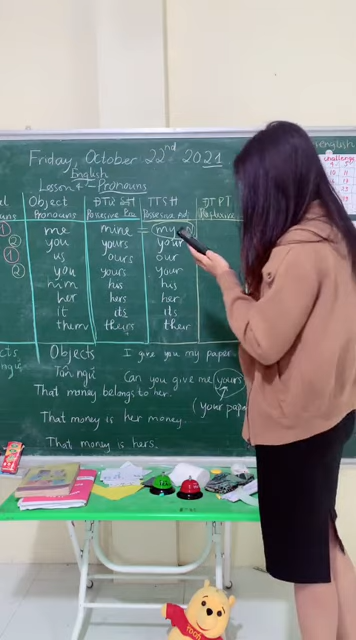 Friday, October 22nd 2021
English
Lesson 4 - Pronouns
Object ĐTSH TTSH ĐTPT
Pronouns Possessive Pro Possessive Adj Reflexive
me mine = my
you yours your
us ours our
you yours your
him his his
her hers her
it its its
them theirs their
Objects I give you my paper
Tân ngữ Can you give me yours
That money belongs to her.
(your pap
That money is her money.
That money is hers.
challenge
Pooh